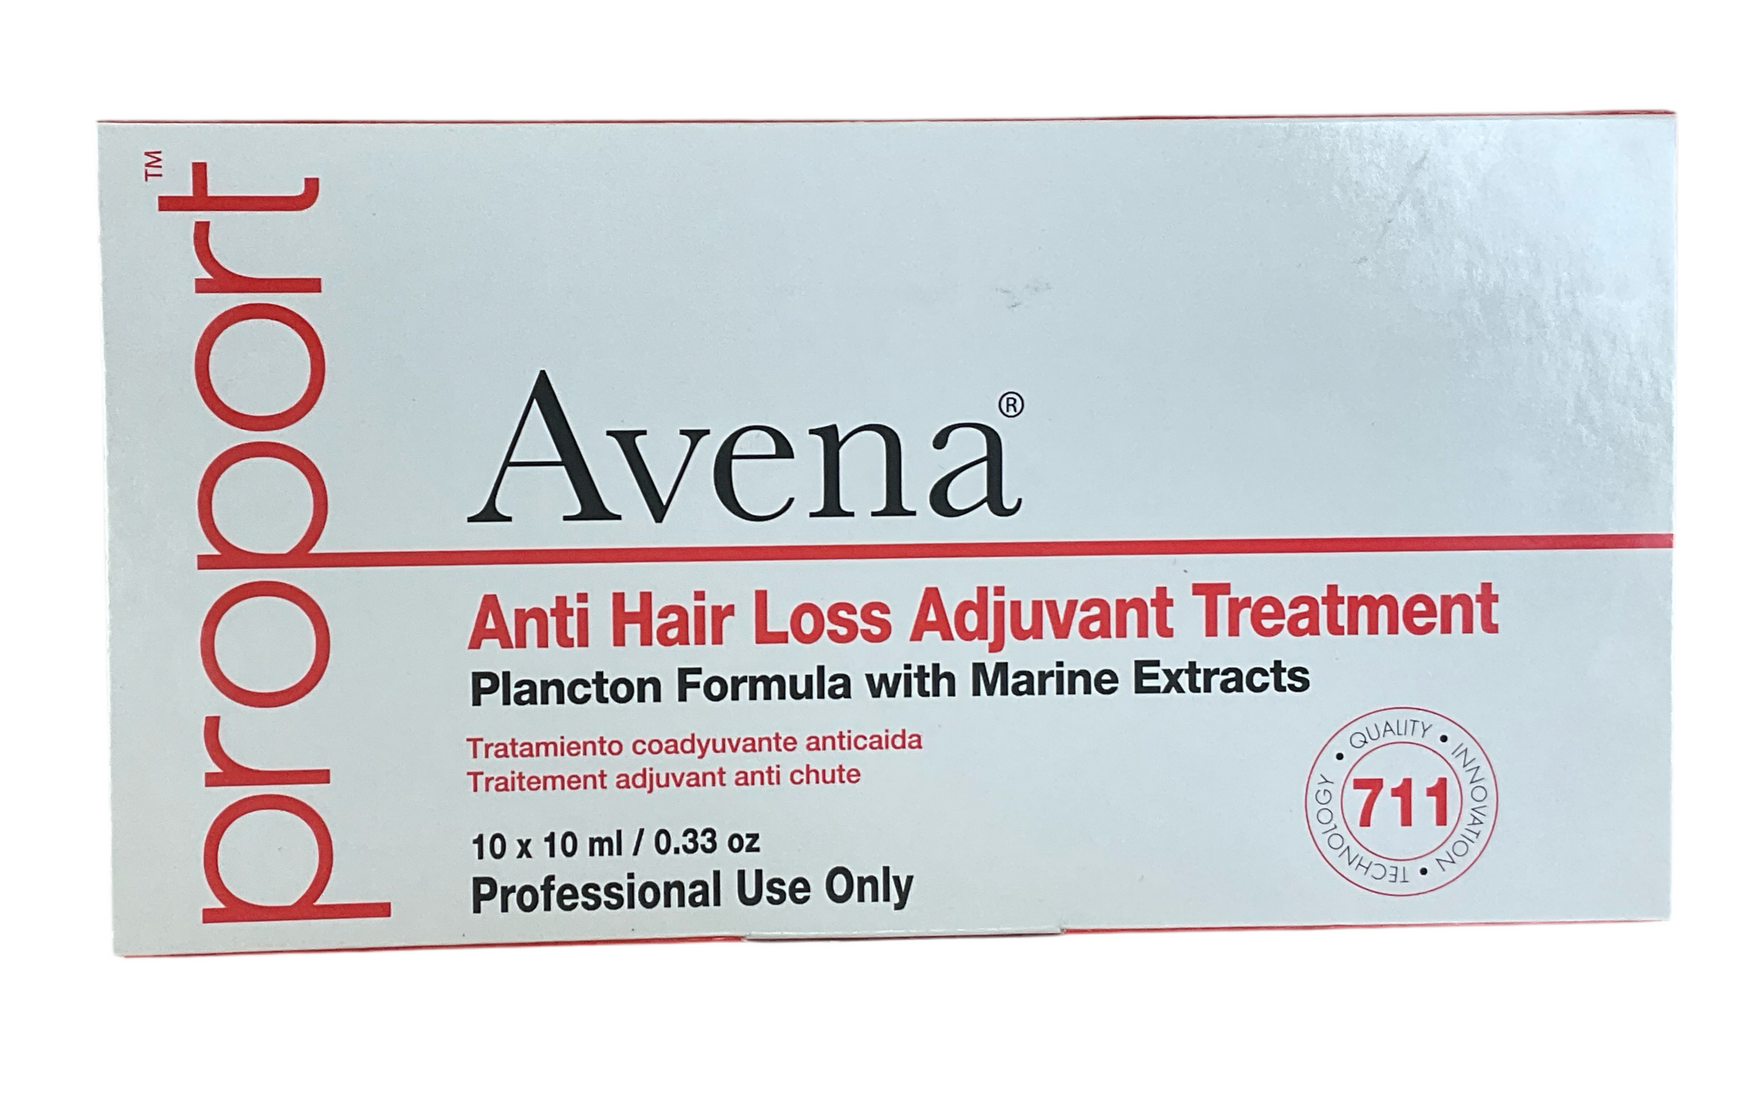 proport™
Avena®
Anti Hair Loss Adjuvant Treatment
Plancton Formula with Marine Extracts
Tratamiento coadyuvante anticaida
Traitement adjuvant anti chute
10 x 10 ml / 0.33 oz
Professional Use Only
QUALITY • INNOVATION • TECHNOLOGY •
711